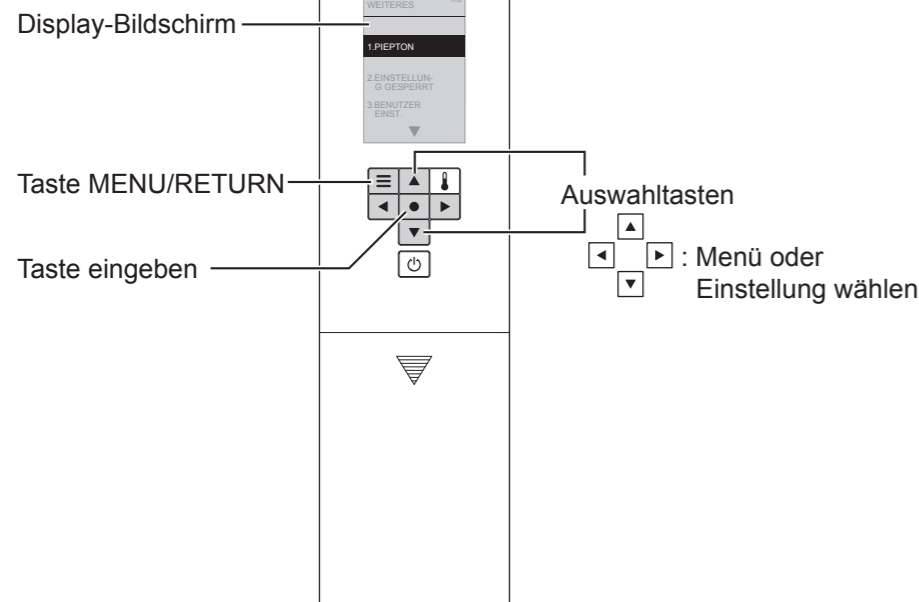 WEITERES
Display-Bildschirm
1.PIEPTON
2.EINSTELLUN-
G GESPERRT
3.BENUTZER
EINST.
Taste MENU/RETURN
Auswahltasten
Taste eingeben
: Menü oder
Einstellung wählen